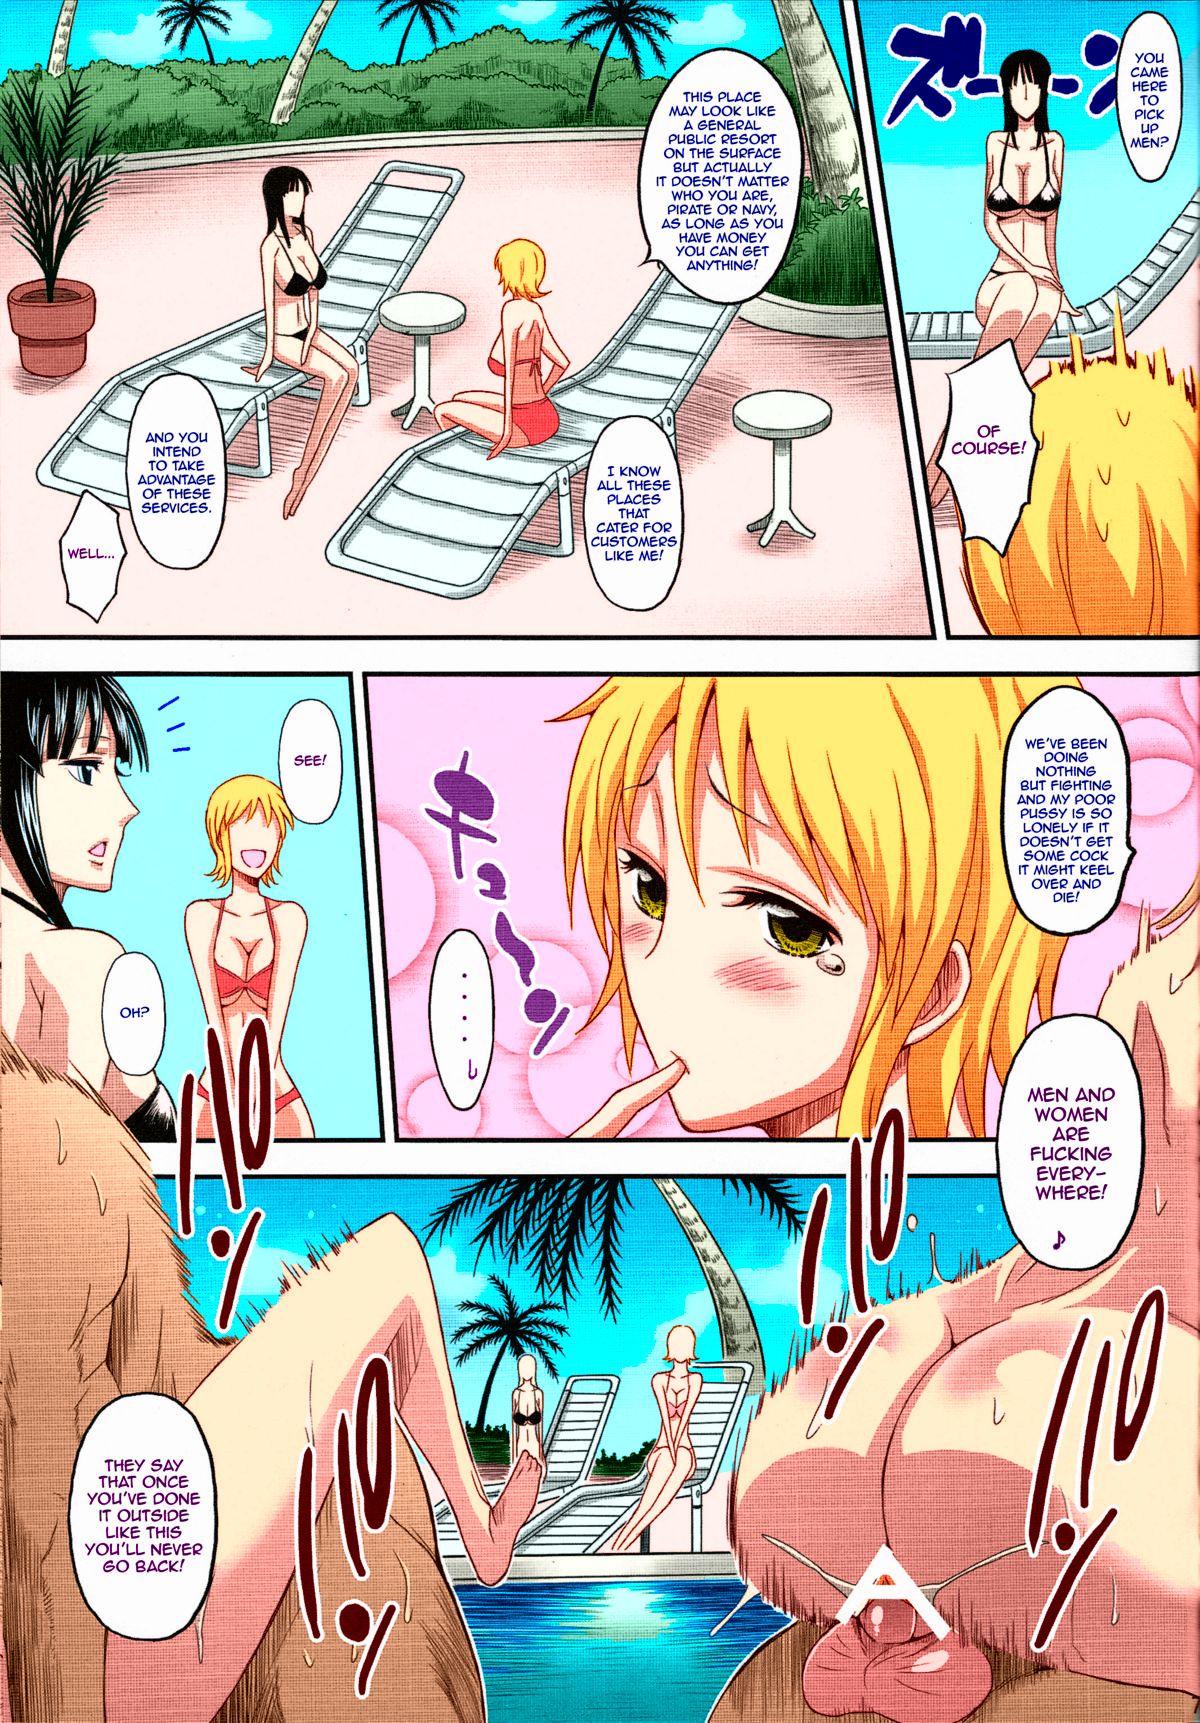 YOU
CAME
HERE
TO
PICK
UP
MEN?
ズーーン
OF
COURSE!
THIS PLACE
MAY LOOK LIKE
A GENERAL
PUBLIC RESORT
ON THE SURFACE
BUT ACTUALLY
IT DOESN'T MATTER
WHO YOU ARE,
PIRATE OR NAVY,
AS LONG AS YOU
HAVE MONEY
YOU CAN GET
ANYTHING!
I KNOW
ALL THESE
PLACES
THAT
CATER FOR
CUSTOMERS
LIKE ME!
AND YOU
INTEND
TO TAKE
ADVANTAGE
OF THESE
SERVICES.
WELL...
WE'VE BEEN
DOING
NOTHING
BUT FIGHTING
AND MY POOR
PUSSY IS SO
LONELY IF IT
DOESN'T GET
SOME COCK
IT MIGHT KEEL
OVER AND
DIE!
....
SEE!
OH?
MEN AND
WOMEN
ARE
FUCKING
EVERY-
WHERE!
♪
THEY SAY
THAT ONCE
YOU'VE DONE
IT OUTSIDE
LIKE THIS
YOU'LL NEVER
GO BACK!